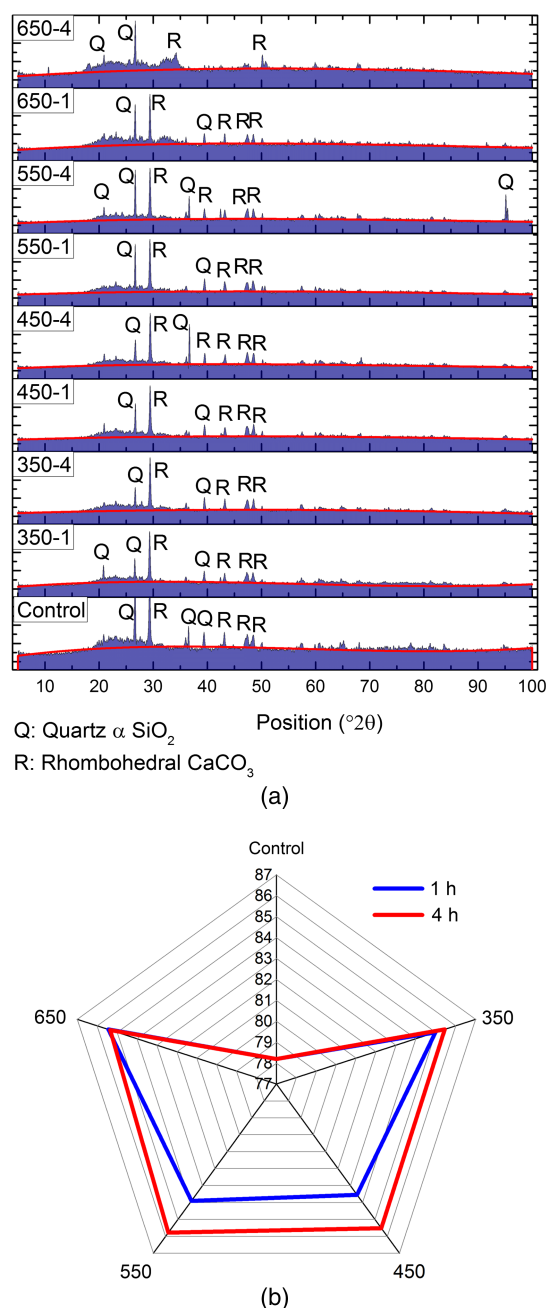 650-4
Q Q R R
650-1
Q R Q R R R
550-4
Q Q R Q R R R Q
550-1
Q R Q R R R
450-4
Q R Q R R R R
450-1
Q R Q R R R
350-4
Q R Q R R R
350-1
Q Q R Q R R R
Control
Q R Q Q R R R
10 20 30 40 50 60 70 80 90 100
Position (°2θ)
Q: Quartz α SiO₂
R: Rhombohedral CaCO₃
(a)
Control
87
86
85
84
83
82
81
80
79
78
77
1 h
4 h
650
350
550
450
(b)